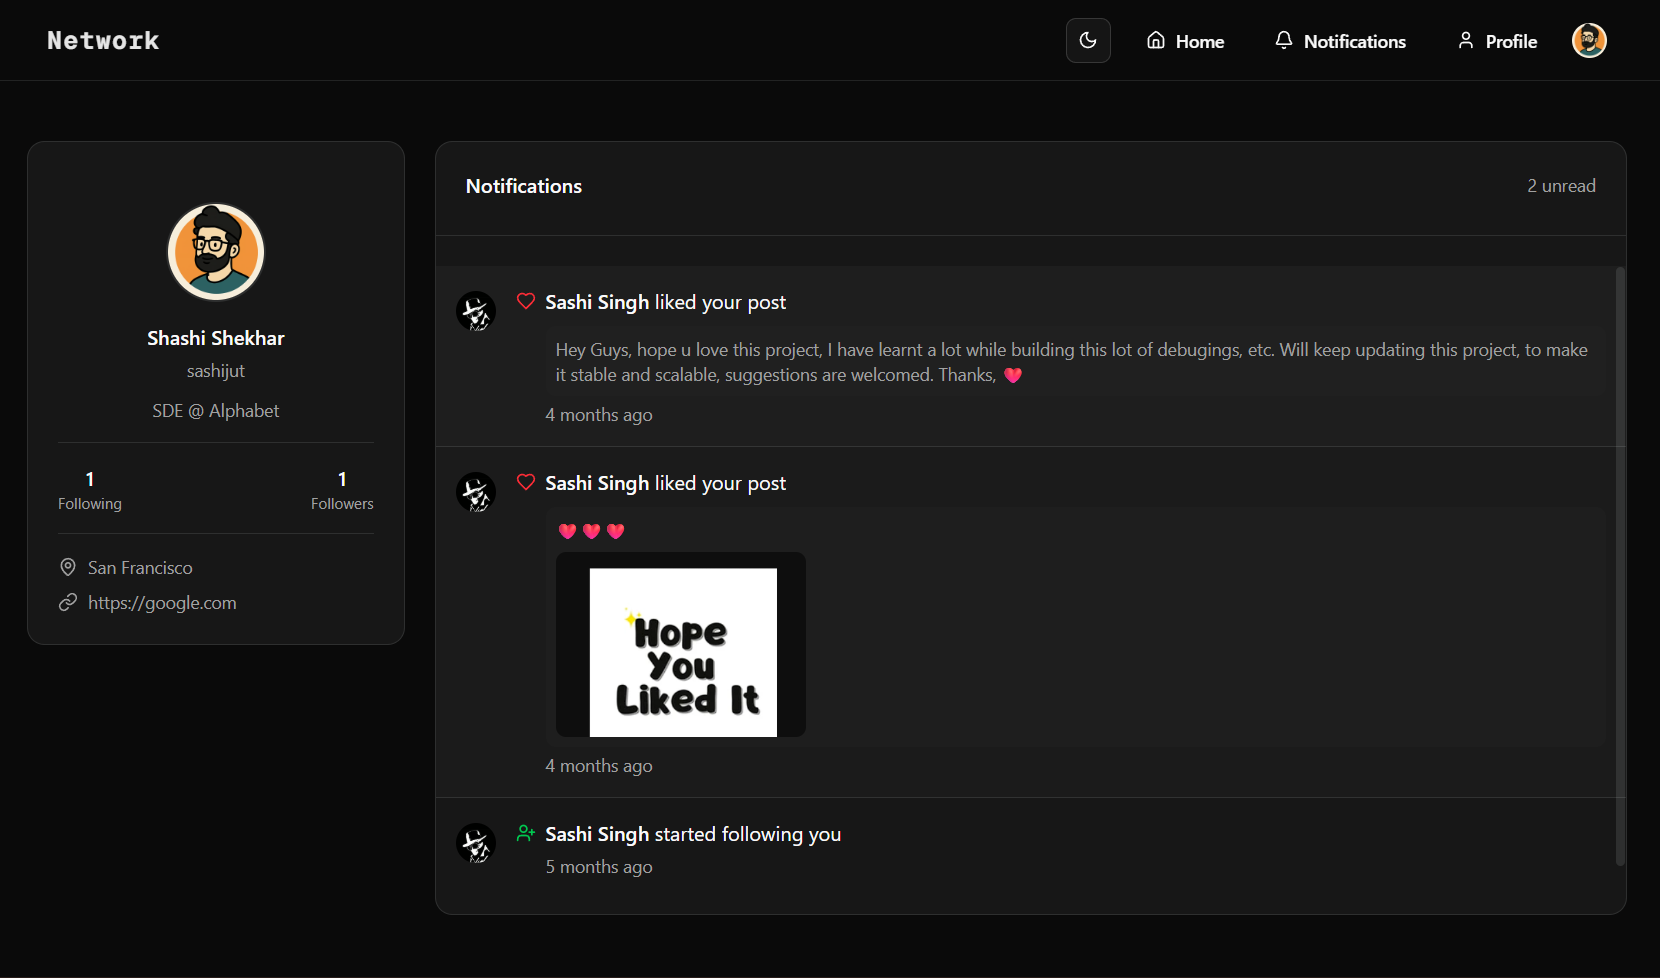 Network
Home
Notifications
Profile
Shashi Shekhar
sashijut
SDE @ Alphabet
1
Following
1
Followers
San Francisco
https://google.com
Notifications
2 unread
Sashi Singh liked your post
Hey Guys, hope u love this project, I have learnt a lot while building this lot of debugings, etc. Will keep updating this project, to make
it stable and scalable, suggestions are welcomed. Thanks, ❤️
4 months ago
Sashi Singh liked your post
❤️❤️❤️
Hope
You
Liked It
4 months ago
Sashi Singh started following you
5 months ago